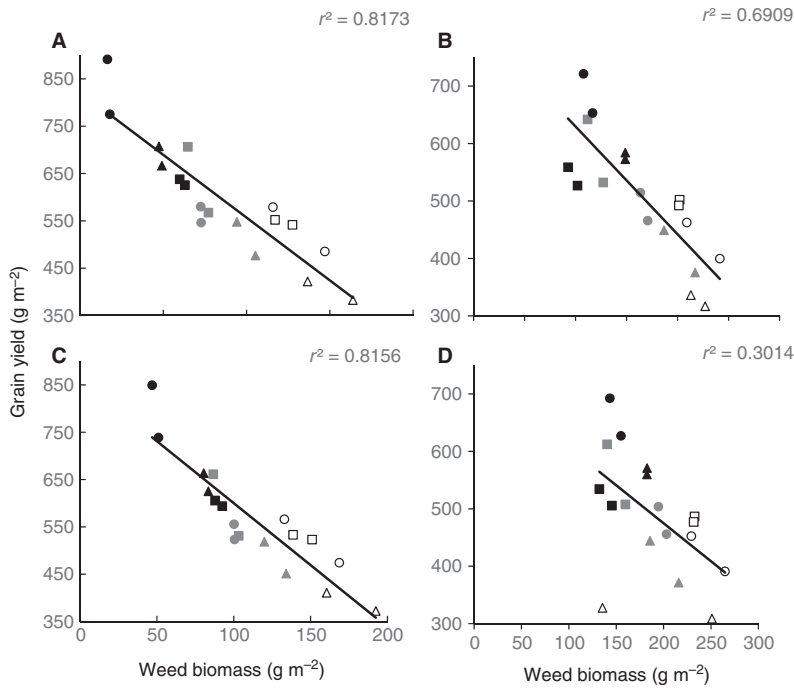 r² = 0.8173
A
850
750
650
550
450
350
r² = 0.6909
B
700
600
500
400
300
Grain yield (g m⁻²)
r² = 0.8156
C
850
750
650
550
450
350
0 50 100 150 200
Weed biomass (g m⁻²)
r² = 0.3014
D
700
600
500
400
300
0 50 100 150 200 250 300
Weed biomass (g m⁻²)